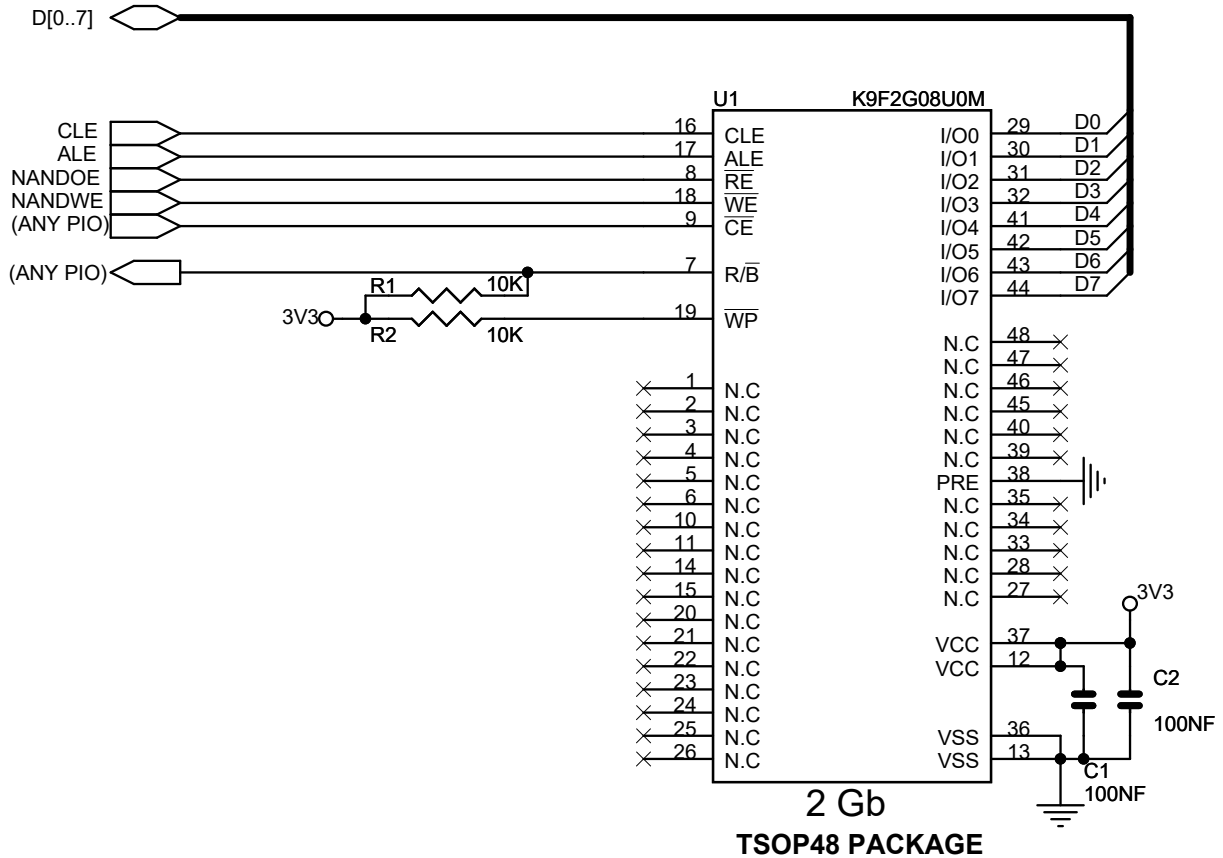 D[0..7]
U1 K9F2G08U0M
CLE 16 CLE I/O0 29 D0
ALE 17 ALE I/O1 30 D1
NANDOE 8 RE I/O2 31 D2
NANDWE 18 WE I/O3 32 D3
(ANY PIO) 9 CE I/O4 41 D4
I/O5 42 D5
(ANY PIO) 7 R/B I/O6 43 D6
R1 10K I/O7 44 D7
3V3 19 WP
R2 10K
N.C 48
N.C 47
1 N.C N.C 46
2 N.C N.C 45
3 N.C N.C 40
4 N.C N.C 39
5 N.C PRE 38
6 N.C N.C 35
10 N.C N.C 34
11 N.C N.C 33
14 N.C N.C 28
15 N.C N.C 27
3V3
20 N.C
21 N.C VCC 37
22 N.C VCC 12
23 N.C C2
24 N.C 100NF
25 N.C VSS 36
26 N.C VSS 13
C1
100NF
2 Gb
TSOP48 PACKAGE